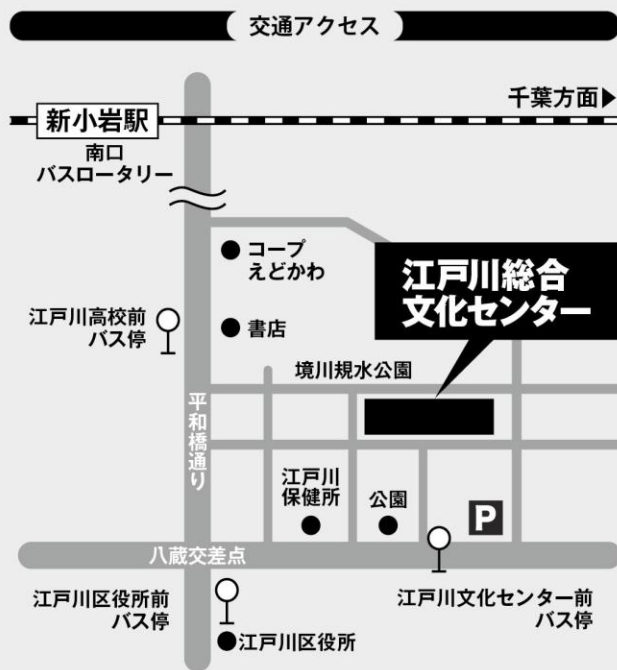 交通アクセス
千葉方面▶
新小岩駅
南口
バスロータリー
コープ
えどかわ
江戸川総合
文化センター
江戸川高校前
バス停
書店
境川規水公園
平和橋通り
江戸川
保健所
公園
P
八蔵交差点
江戸川区役所前
バス停
江戸川文化センター前
バス停
江戸川区役所